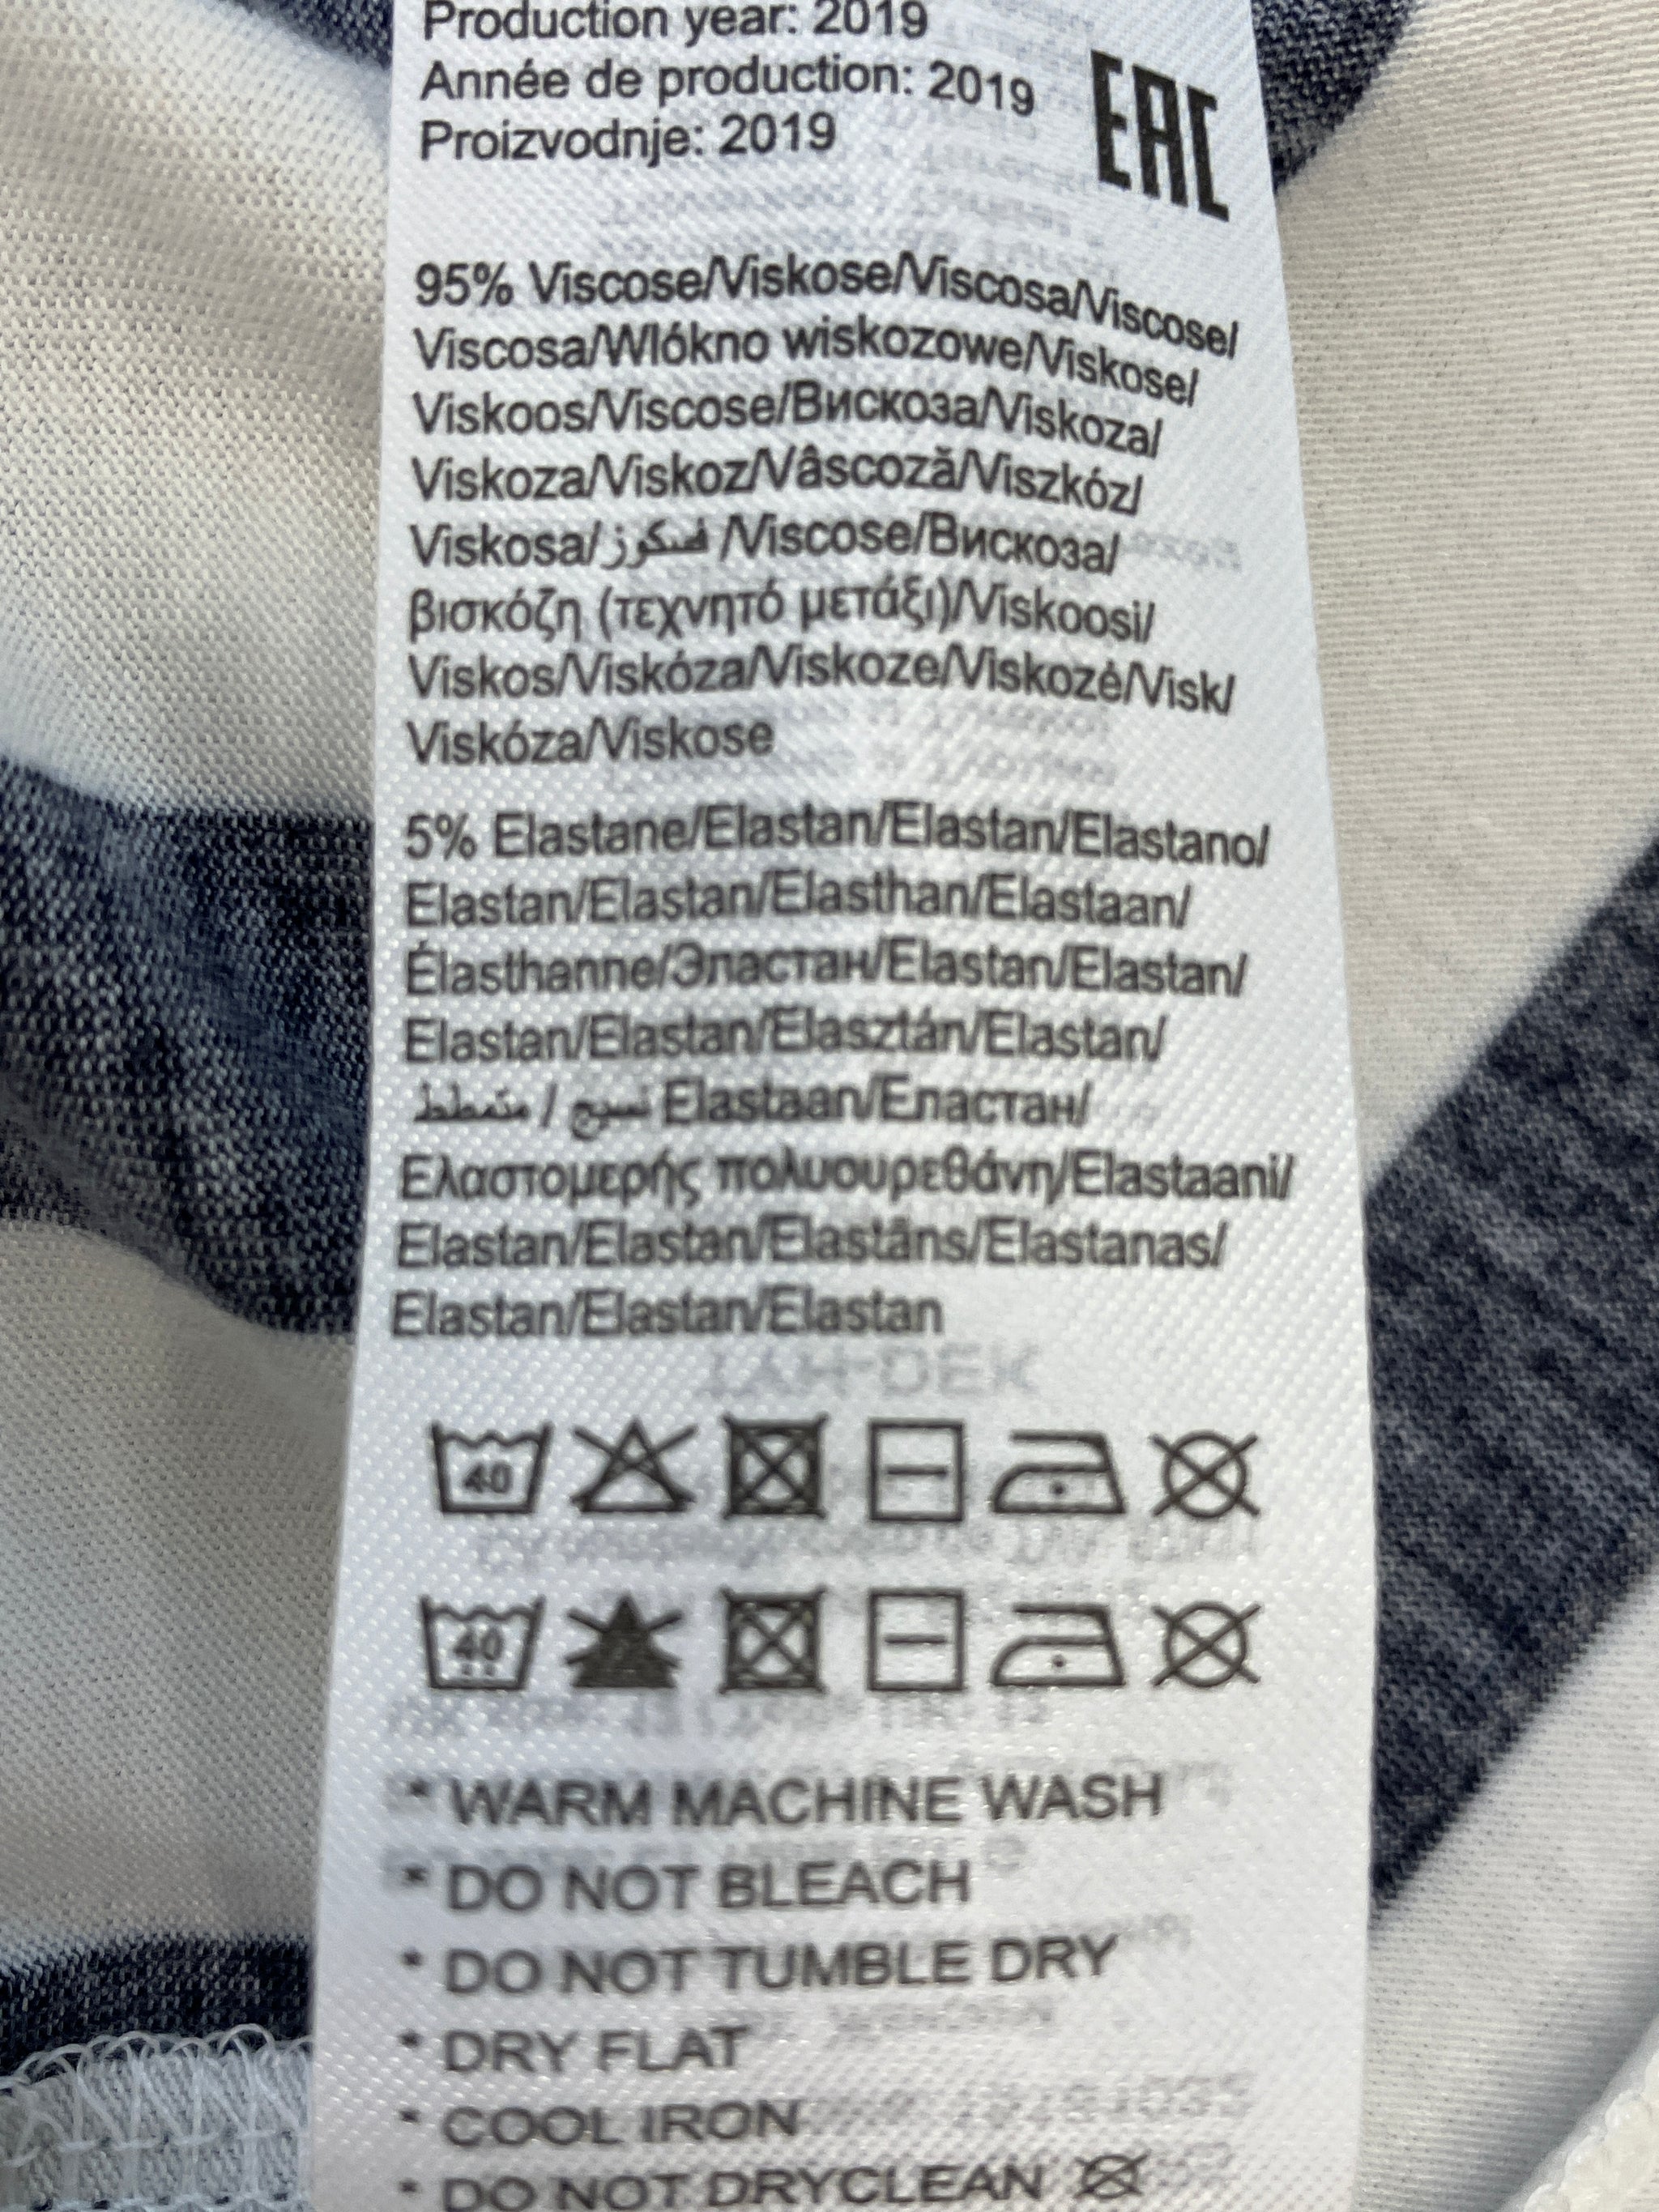 Production year: 2019
Année de production: 2019
Proizvodnje: 2019
EAC
95% Viscose/Viskose/Viscosa/Viscose/
Viscosa/Wlókno wiskozowe/Viskose/
Viskoos/Viscose/Вискоза/Viskoza/
Viskoza/Viskoz/Vâscoză/Viszkóz/
Viskosa/فسكوز/Viscose/Вискоза/
βισκόζη (τεχνητό μετάξι)/Viskoosi/
Viskos/Viskóza/Viskoze/Viskozė/Visk/
Viskóza/Viskose
5% Elastane/Elastan/Elastan/Elastano/
Elastan/Elastan/Elasthan/Elastaan/
Élasthanne/Эластан/Elastan/Elastan/
Elastan/Elastan/Elasztán/Elastan/
نسيج / متمطط Elastaan/Еластан/
Ελαστομερής πολυουρεθάνη/Elastaani/
Elastan/Elastan/Elastāns/Elastanas/
Elastan/Elastan/Elastan
40
40
* WARM MACHINE WASH
* DO NOT BLEACH
* DO NOT TUMBLE DRY
* DRY FLAT
* COOL IRON
* DO NOT DRYCLEAN